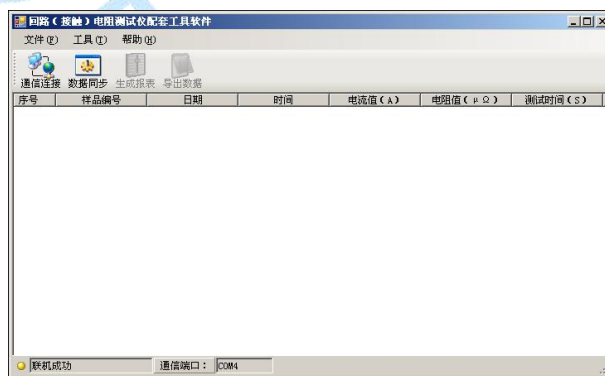 回路(接触)电阻测试仪配套工具软件
文件(F) 工具(T) 帮助(H)
通信连接 数据同步 生成报表 导出数据
序号 样品编号 日期 时间 电流值(A) 电阻值(μΩ) 测试时间(S)
联机成功 通信端口: COM4